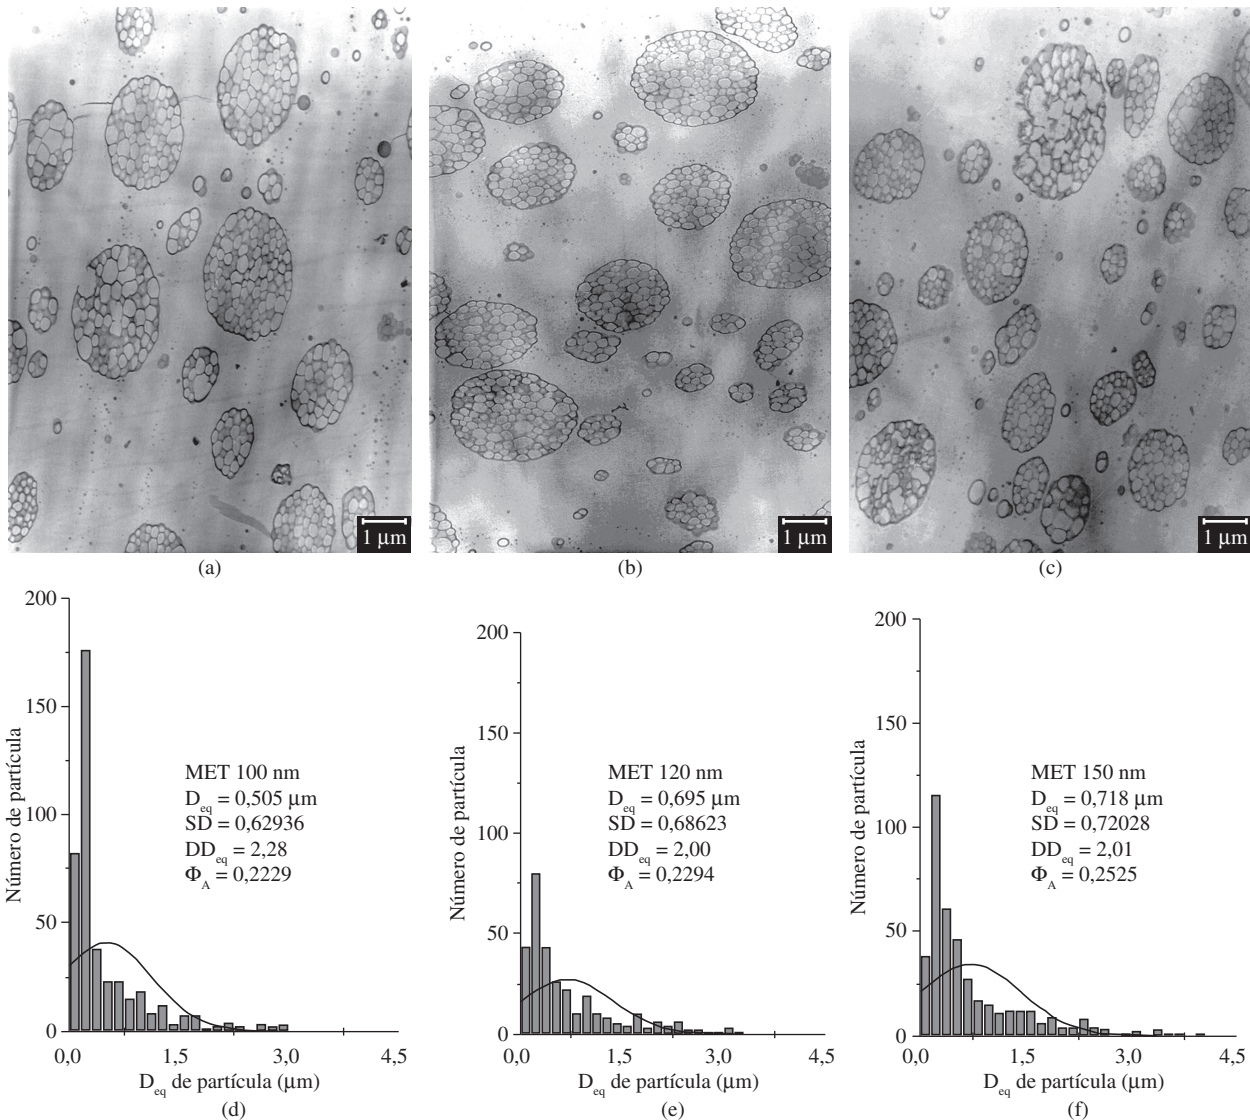 1 μm
1 μm
1 μm
(a)
(b)
(c)
200
150
100
50
0
Número de partícula
MET 100 nm
D_eq = 0,505 μm
SD = 0,62936
DD_eq = 2,28
Φ_A = 0,2229
0,0 1,5 3,0 4,5
D_eq de partícula (μm)
(d)
200
150
100
50
0
Número de partícula
MET 120 nm
D_eq = 0,695 μm
SD = 0,68623
DD_eq = 2,00
Φ_A = 0,2294
0,0 1,5 3,0 4,5
D_eq de partícula (μm)
(e)
200
150
100
50
0
Número de partícula
MET 150 nm
D_eq = 0,718 μm
SD = 0,72028
DD_eq = 2,01
Φ_A = 0,2525
0,0 1,5 3,0 4,5
D_eq de partícula (μm)
(f)